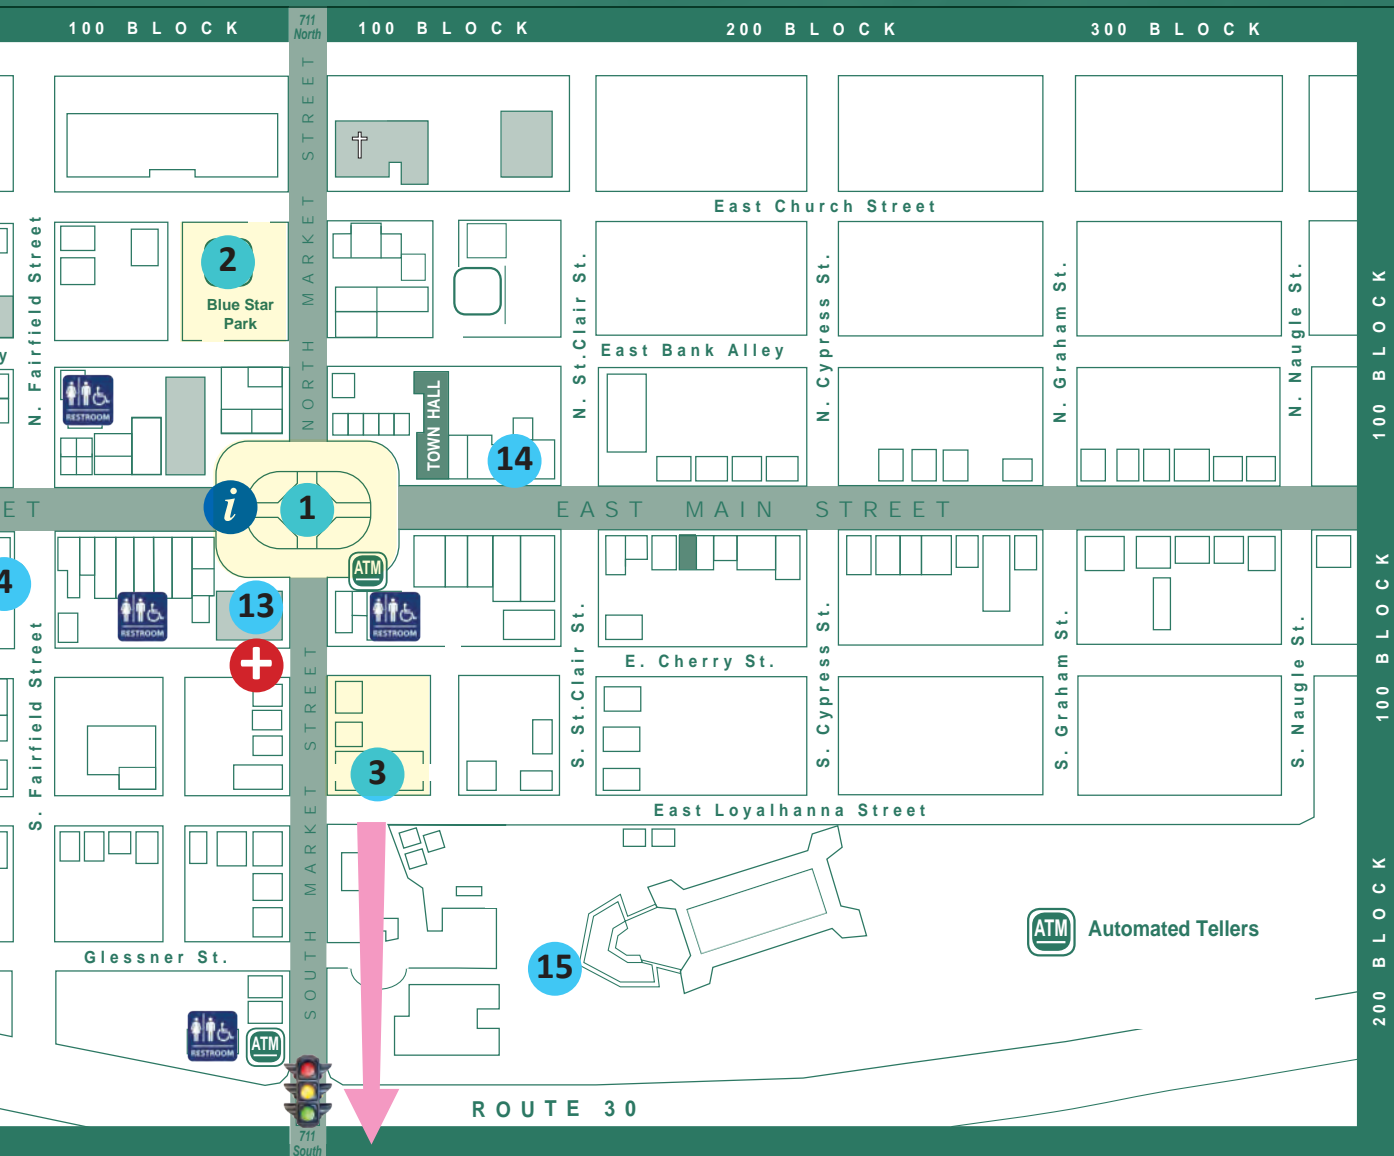 100 BLOCK
711
North
100 BLOCK
200 BLOCK
300 BLOCK
NORTH MARKET STREET
East Church Street
N. Fairfield Street
2
Blue Star
Park
N. St.Clair St.
N. Cypress St.
N. Graham St.
N. Naugle St.
100 BLOCK
y
East Bank Alley
RESTROOM
TOWN HALL
14
ET
i
1
EAST MAIN STREET
4
ATM
13
RESTROOM
RESTROOM
100 BLOCK
S. Fairfield Street
SOUTH MARKET STREET
S. St.Clair St.
E. Cherry St.
S. Cypress St.
S. Graham St.
S. Naugle St.
3
East Loyalhanna Street
200 BLOCK
ATM
Automated Tellers
Glessner St.
15
RESTROOM
ATM
ROUTE 30
711
South